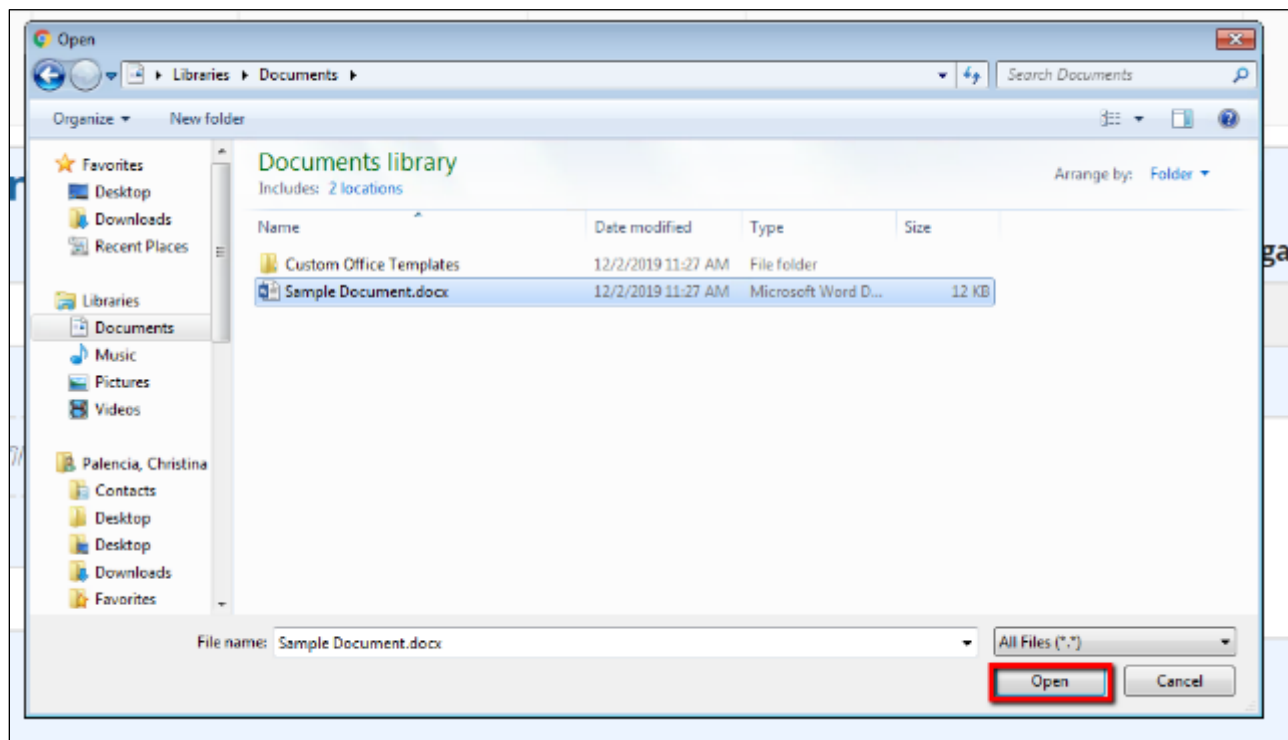 Open
Libraries Documents
Search Documents
Organize New folder
Documents library
Includes: 2 locations
Arrange by: Folder
Name Date modified Type Size
Custom Office Templates 12/2/2019 11:27 AM File folder
Sample Document.docx 12/2/2019 11:27 AM Microsoft Word D... 12 KB
Favorites
Desktop
Downloads
Recent Places
Libraries
Documents
Music
Pictures
Videos
Palencia, Christina
Contacts
Desktop
Desktop
Downloads
Favorites
File name: Sample Document.docx
All Files (*.*)
Open Cancel
ga